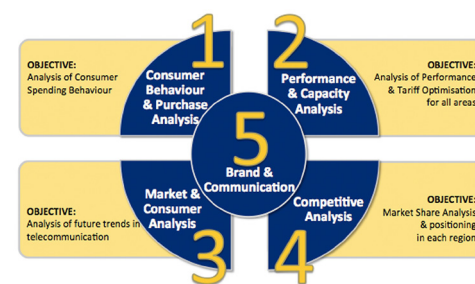 1
OBJECTIVE:
Analysis of Consumer
Spending Behaviour
Consumer
Behaviour
& Purchase
Analysis
2
Performance
& Capacity
Analysis
OBJECTIVE:
Analysis of Performance
& Tariff Optimisation
for all areas
5
Brand &
Communication
OBJECTIVE:
Analysis of future trends in
telecommunication
Market &
Consumer
Analysis
3
Competitive
Analysis
4
OBJECTIVE:
Market Share Analysis
& positioning
in each region